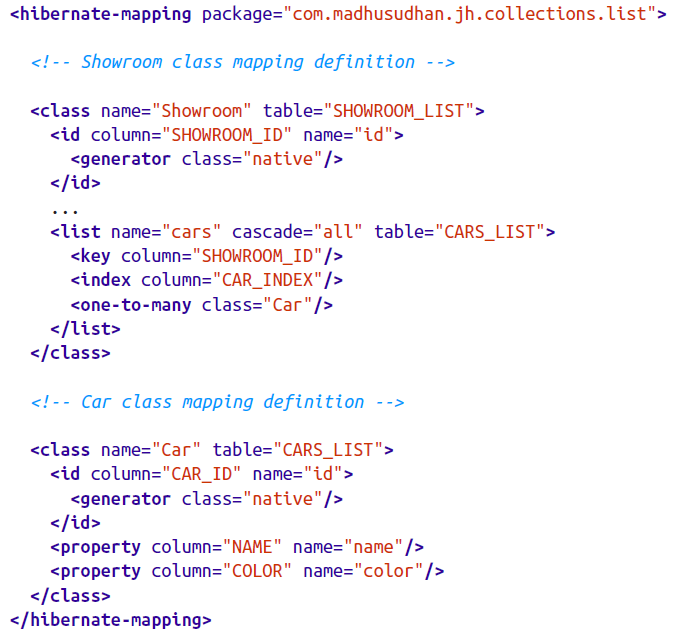 <hibernate-mapping package="com.madhusudhan.jh.collections.list">
<!-- Showroom class mapping definition -->
<class name="Showroom" table="SHOWROOM_LIST">
<id column="SHOWROOM_ID" name="id">
<generator class="native"/>
</id>
...
<list name="cars" cascade="all" table="CARS_LIST">
<key column="SHOWROOM_ID"/>
<index column="CAR_INDEX"/>
<one-to-many class="Car"/>
</list>
</class>
<!-- Car class mapping definition -->
<class name="Car" table="CARS_LIST">
<id column="CAR_ID" name="id">
<generator class="native"/>
</id>
<property column="NAME" name="name"/>
<property column="COLOR" name="color"/>
</class>
</hibernate-mapping>